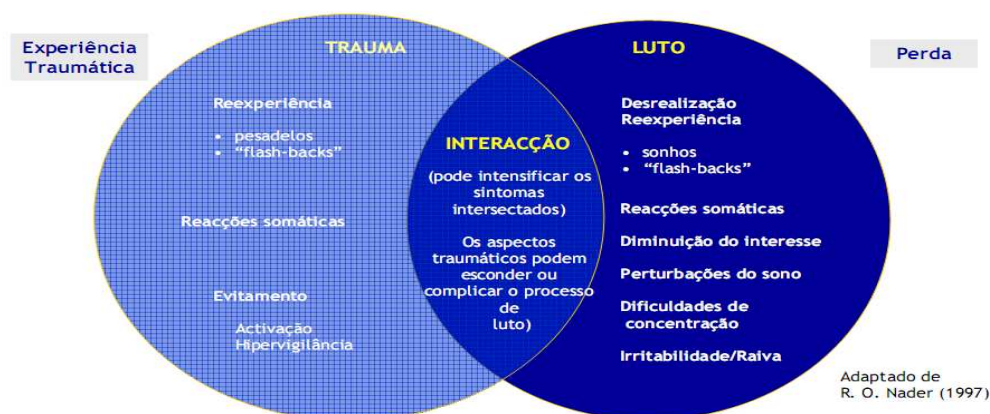 Experiência
Traumática
TRAUMA
Reexperiência
• pesadelos
• “flash-backs”
Reacções somáticas
Evitamento
Activação
Hipervigilância
INTERACÇÃO
(pode intensificar os
sintomas
intersectados)
Os aspectos
traumáticos podem
esconder ou
complicar o processo
de
luto)
LUTO
Desrealização
Reexperiência
• sonhos
• “flash-backs”
Reacções somáticas
Diminuição do interesse
Perturbações do sono
Dificuldades de
concentração
Irritabilidade/Raiva
Perda
Adaptado de
R. O. Nader (1997)